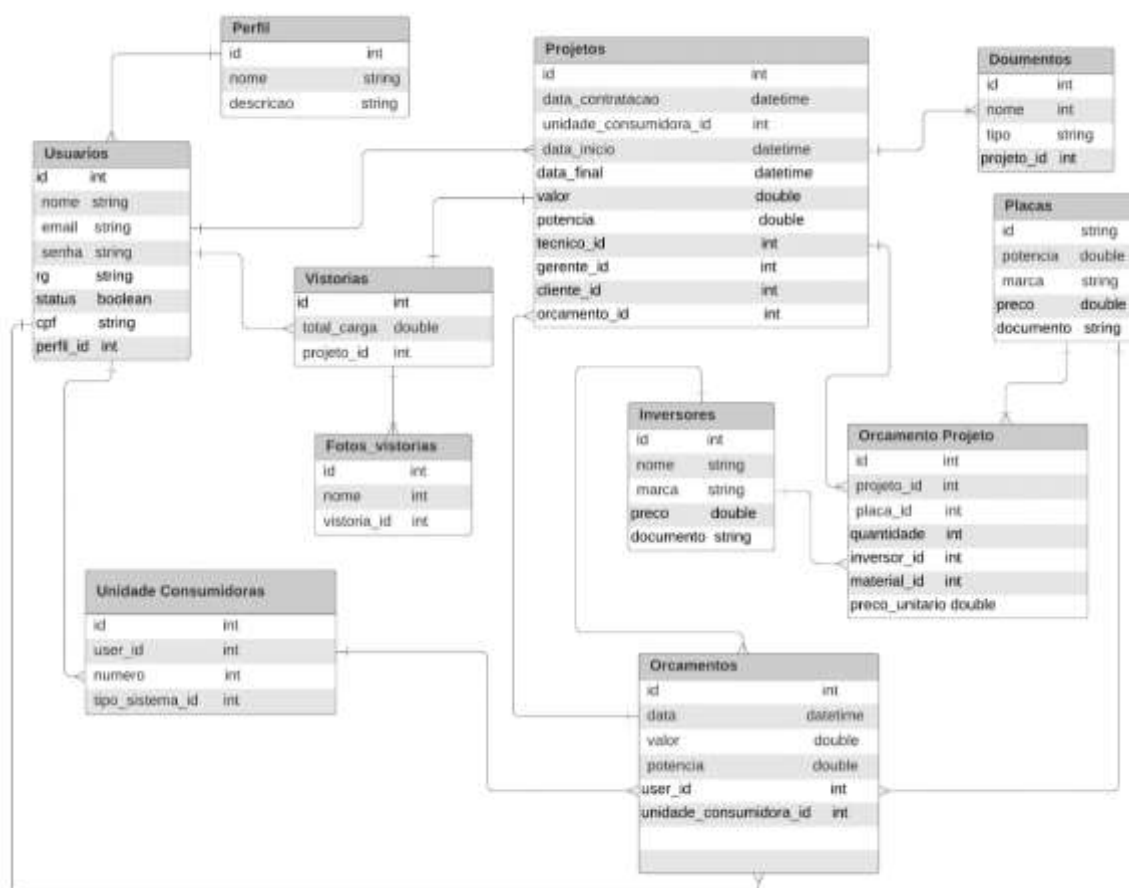 Perfil
id int
nome string
descricao string
Projetos
id int
data_contratacao datetime
unidade_consumidora_id int
data_inicio datetime
data_final datetime
valor double
potencia double
tecnico_id int
gerente_id int
cliente_id int
orcamento_id int
Doumentos
id int
nome int
tipo string
projeto_id int
Usuarios
id int
nome string
email string
senha string
rg string
status boolean
cpf string
perfil_id int
Placas
id string
potencia double
marca string
preco double
documento string
Vistorias
id int
total_carga double
projeto_id int
Fotos_vistorias
id int
nome int
vistoria_id int
Inversores
id int
nome string
marca string
preco double
documento string
Orcamento Projeto
id int
projeto_id int
placa_id int
quantidade int
inversor_id int
material_id int
preco_unitario double
Unidade Consumidoras
id int
user_id int
numero int
tipo_sistema_id int
Orcamentos
id int
data datetime
valor double
potencia double
user_id int
unidade_consumidora_id int